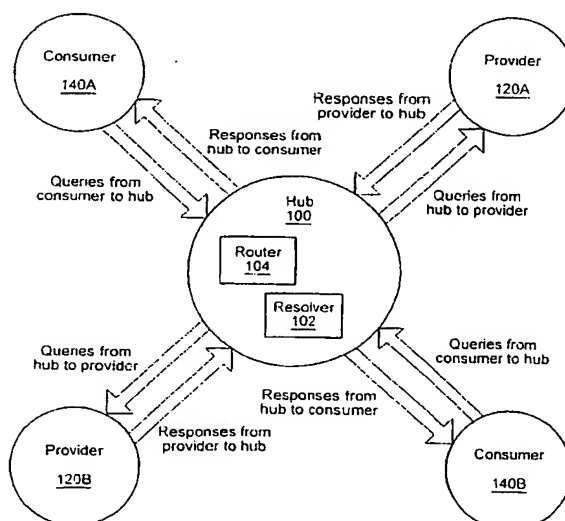 Consumer
140A
Provider
120A
Responses from
provider to hub
Responses from
hub to consumer
Queries from
consumer to hub
Queries from
hub to provider
Hub
100
Router
104
Resolver
102
Queries from
hub to provider
Queries from
consumer to hub
Responses from
hub to consumer
Responses from
provider to hub
Provider
120B
Consumer
140B